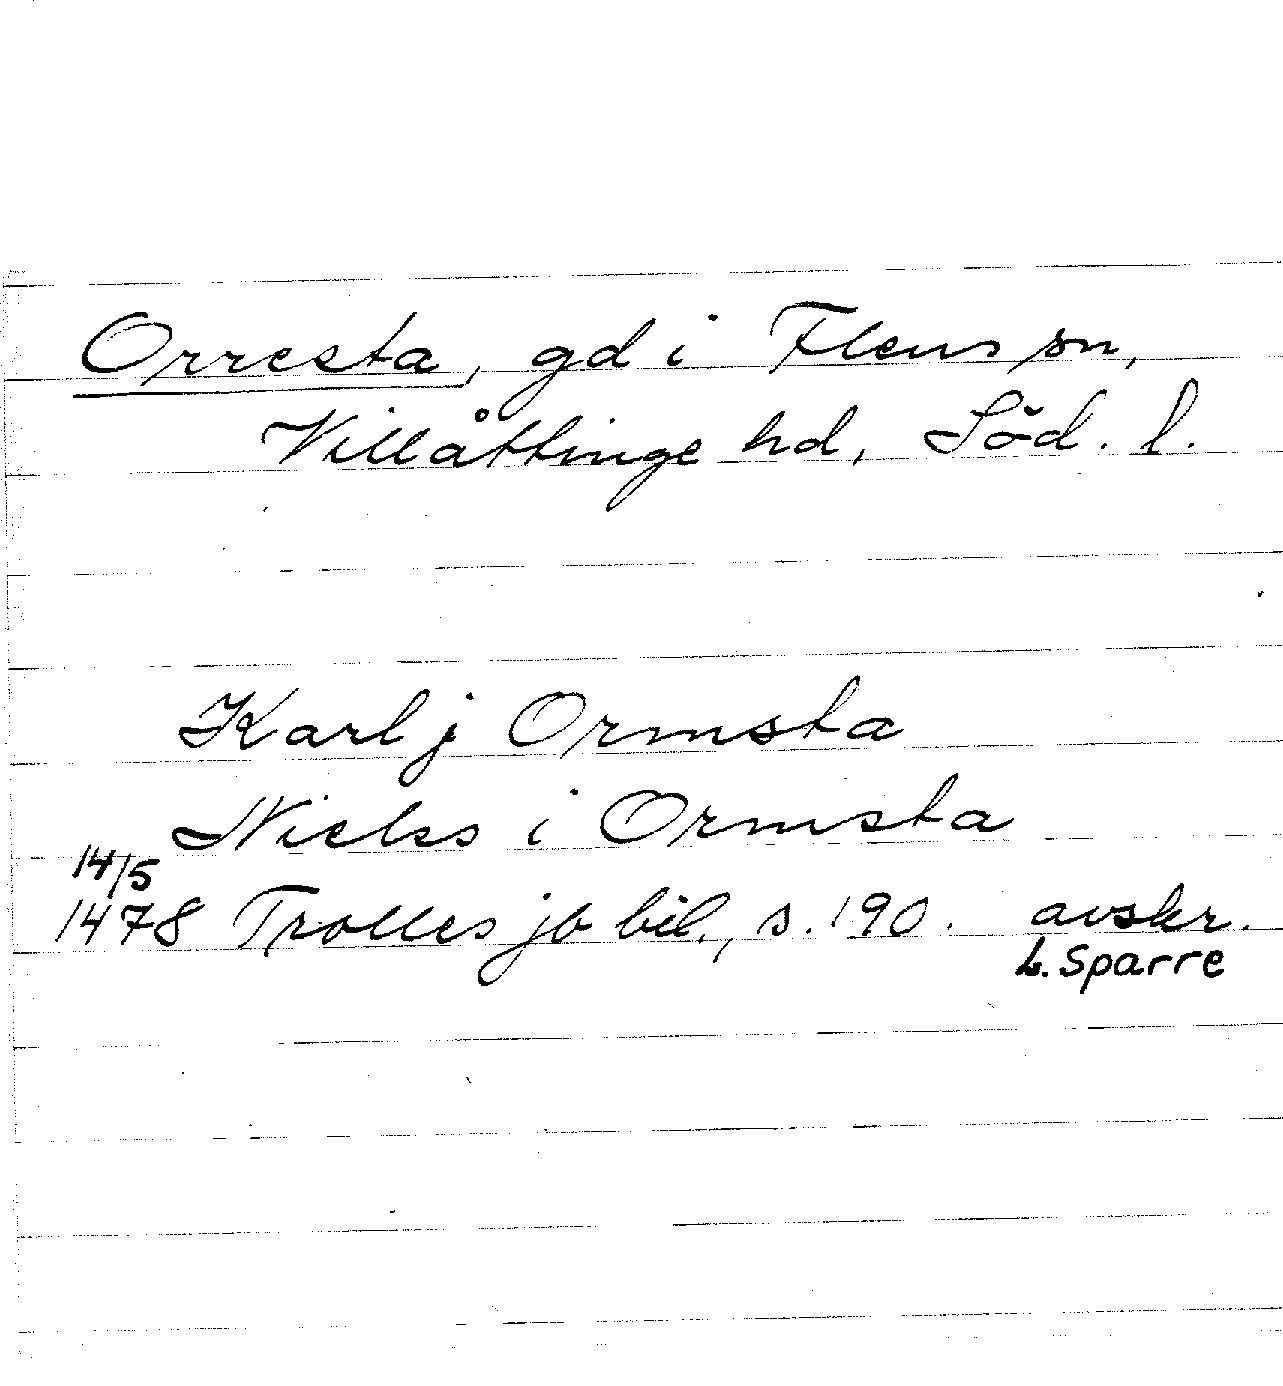 Orresta, gd i Flens sn,
Villåttinge hd, Söd. l.
Karl j Ormsta
Niclss i Ormsta
14/5
1478 Trolles jb bil., s. 190. avskr.
L. Sparre